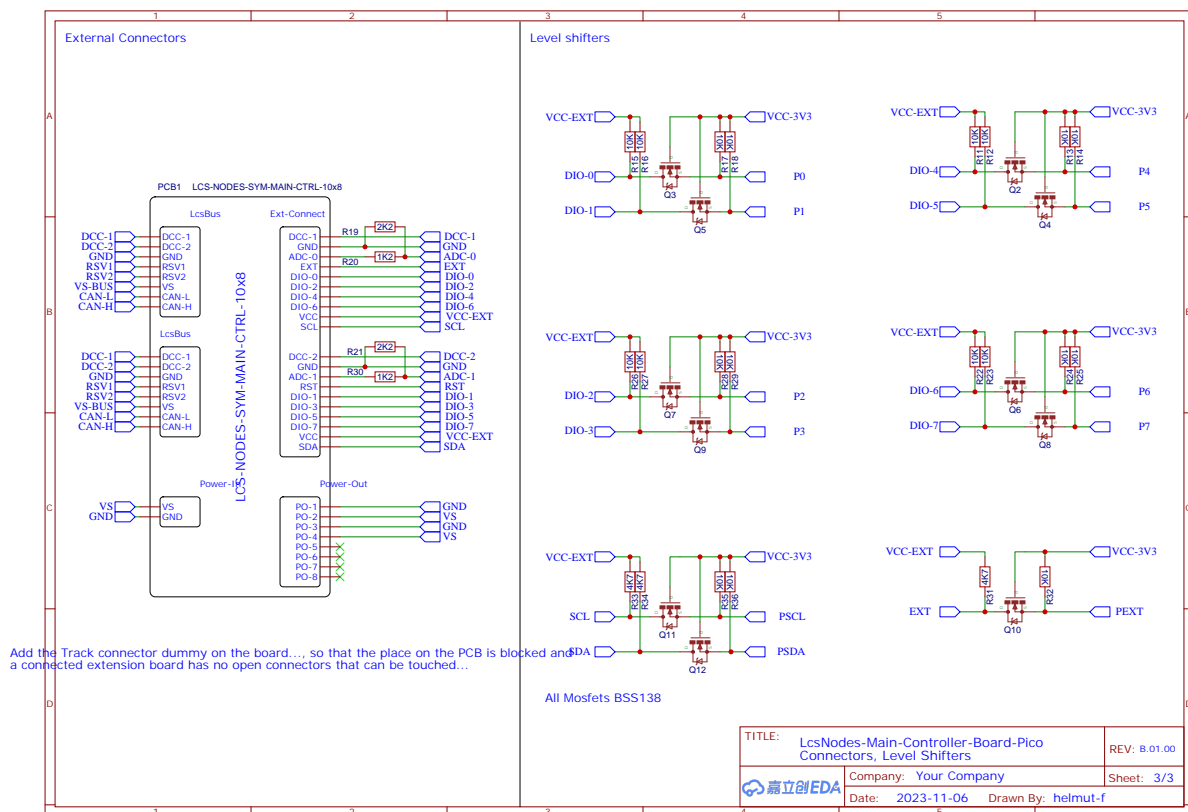 1 2 3 4 5
External Connectors
Level shifters
A
B
C
D
PCB1 LCS-NODES-SYM-MAIN-CTRL-10x8
LCS-NODES-SYM-MAIN-CTRL-10x8
LcsBus
DCC-1 DCC-1
DCC-2 DCC-2
GND GND
RSV1 RSV1
RSV2 RSV2
VS-BUS VS
CAN-L CAN-L
CAN-H CAN-H
LcsBus
DCC-1 DCC-1
DCC-2 DCC-2
GND GND
RSV1 RSV1
RSV2 RSV2
VS-BUS VS
CAN-L CAN-L
CAN-H CAN-H
Power-In
VS VS
GND GND
Ext-Connect
R19 2K2
R20 1K2
DCC-1 DCC-1
GND GND
ADC-0 ADC-0
EXT EXT
DIO-0 DIO-0
DIO-2 DIO-2
DIO-4 DIO-4
DIO-6 DIO-6
VCC VCC-EXT
SCL SCL
R21 2K2
R30 1K2
DCC-2 DCC-2
GND GND
ADC-1 ADC-1
RST RST
DIO-1 DIO-1
DIO-3 DIO-3
DIO-5 DIO-5
DIO-7 DIO-7
VCC VCC-EXT
SDA SDA
Power-Out
PO-1 GND
PO-2 VS
PO-3 GND
PO-4 VS
PO-5
PO-6
PO-7
PO-8
Add the Track connector dummy on the board..., so that the place on the PCB is blocked and
a connected extension board has no open connectors that can be touched...
VCC-EXT VCC-3V3
10K 10K 10K 10K
R15 R16 R17 R18
DIO-0 Q3 P0
DIO-1 Q5 P1
VCC-EXT VCC-3V3
10K 10K 10K 10K
R11 R12 R13 R14
DIO-4 Q2 P4
DIO-5 Q4 P5
VCC-EXT VCC-3V3
10K 10K 10K 10K
R26 R27 R28 R29
DIO-2 Q7 P2
DIO-3 Q9 P3
VCC-EXT VCC-3V3
10K 10K 10K 10K
R22 R23 R24 R25
DIO-6 Q6 P6
DIO-7 Q8 P7
VCC-EXT VCC-3V3
4K7 4K7 10K 10K
R33 R34 R35 R36
SCL Q11 PSCL
SDA Q12 PSDA
VCC-EXT VCC-3V3
4K7 10K
R31 R32
EXT Q10 PEXT
All Mosfets BSS138
TITLE:
LcsNodes-Main-Controller-Board-Pico
Connectors, Level Shifters
REV: B.01.00
嘉立创EDA
Company: Your Company
Sheet: 3/3
Date: 2023-11-06 Drawn By: helmut-f